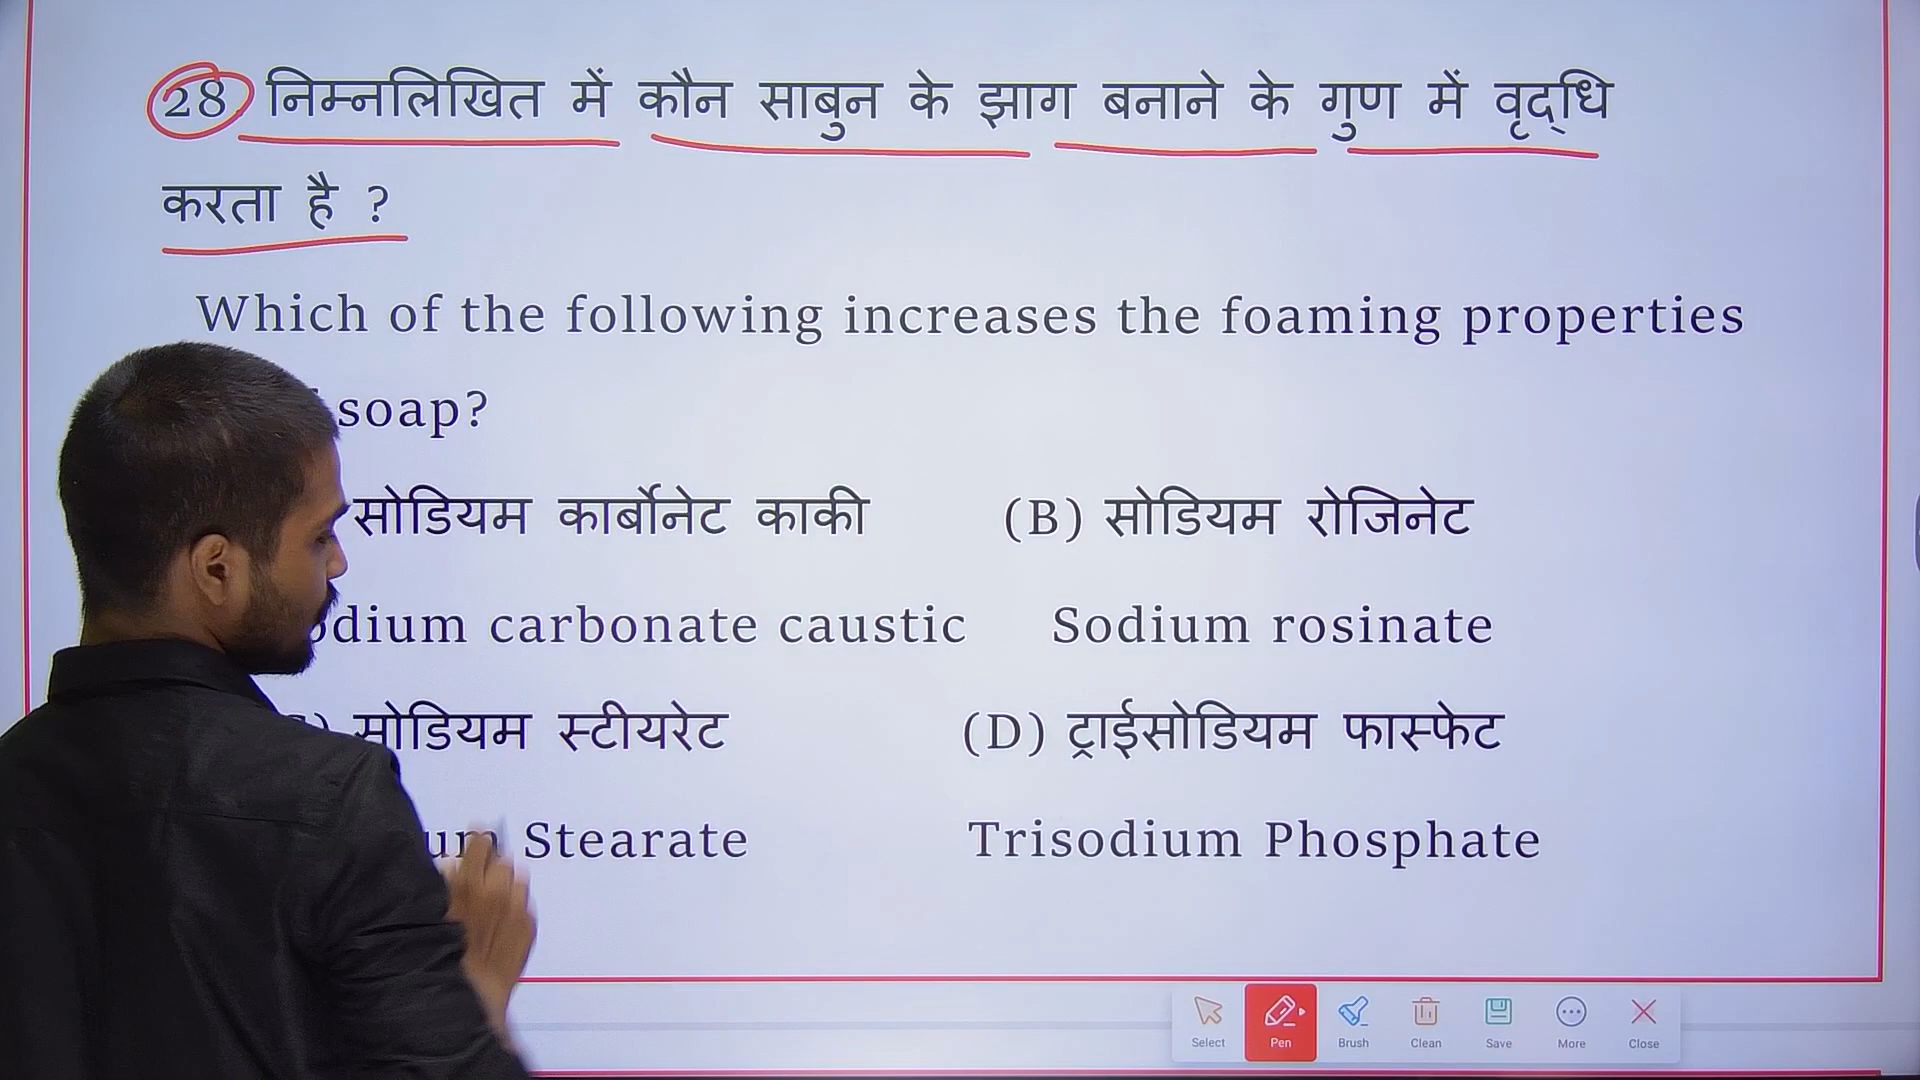 28 निम्नलिखित में कौन साबुन के झाग बनाने के गुण में वृद्धि
करता है ?
Which of the following increases the foaming properties
soap?
सोडियम कार्बोनेट काकी (B) सोडियम रोजिनेट
carbonate caustic Sodium rosinate
सोडियम स्टीयरेट (D) ट्राईसोडियम फास्फेट
Stearate Trisodium Phosphate
Select Pen Brush Clean Save More Close